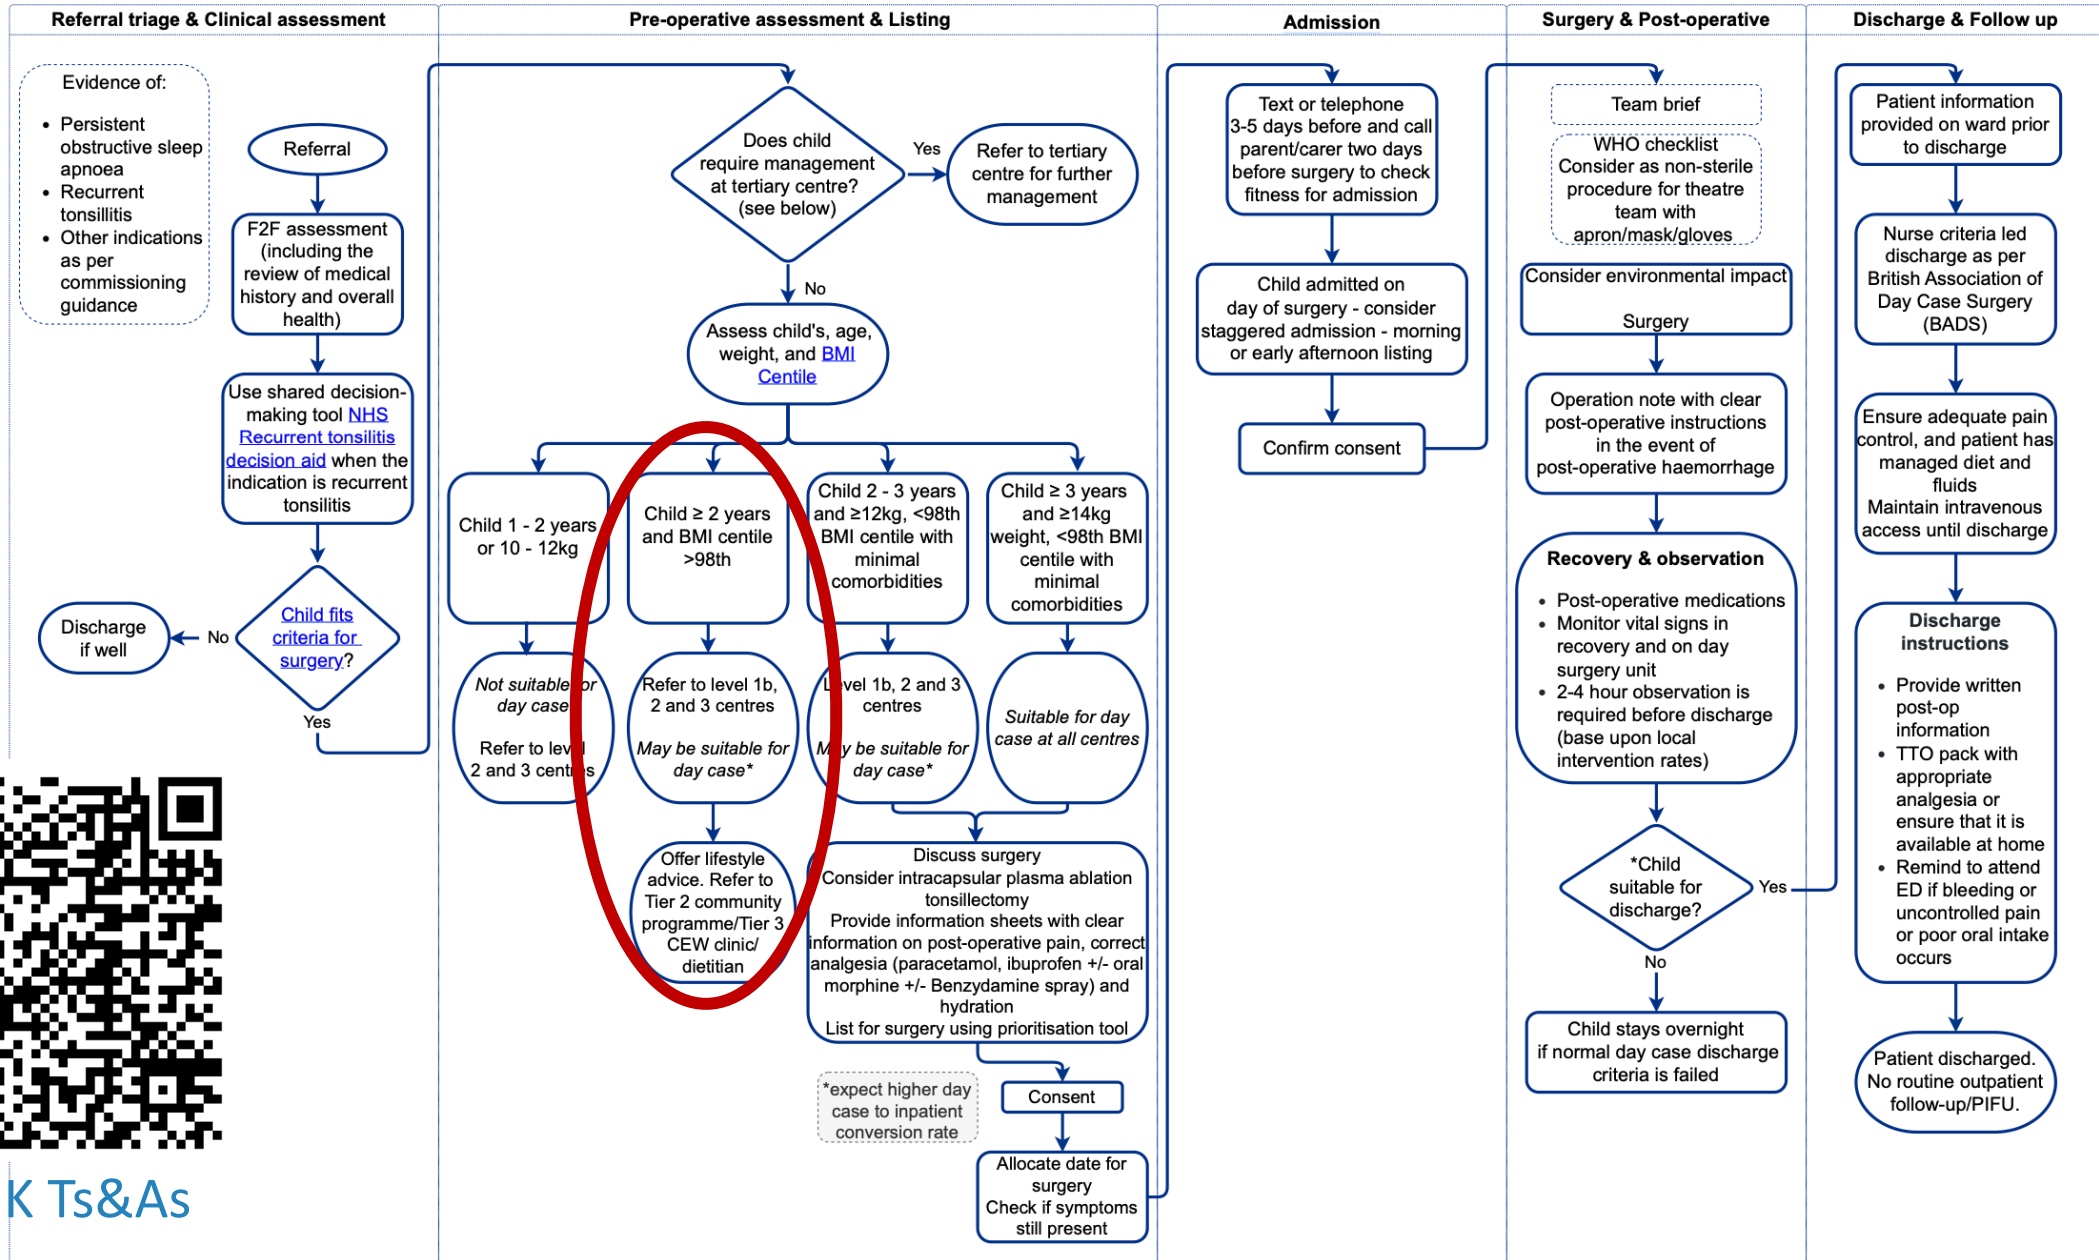 Referral triage & Clinical assessment
Evidence of:
• Persistent
obstructive sleep
apnoea
• Recurrent
tonsillitis
• Other indications
as per
commissioning
guidance
Referral
F2F assessment
(including the
review of medical
history and overall
health)
Use shared decision-
making tool NHS
Recurrent tonsilitis
decision aid when the
indication is recurrent
tonsilitis
Child fits
criteria for
surgery?
No
Discharge
if well
Yes
K Ts&As
Pre-operative assessment & Listing
Does child
require management
at tertiary centre?
(see below)
Yes
Refer to tertiary
centre for further
management
No
Assess child's, age,
weight, and BMI
Centile
Child 1 - 2 years
or 10 - 12kg
Not suitable for
day case
Refer to level
2 and 3 centres
Child ≥ 2 years
and BMI centile
>98th
Refer to level 1b,
2 and 3 centres
May be suitable for
day case*
Offer lifestyle
advice. Refer to
Tier 2 community
programme/Tier 3
CEW clinic/
dietitian
Child 2 - 3 years
and ≥12kg, <98th
BMI centile with
minimal
comorbidities
Level 1b, 2 and 3
centres
May be suitable for
day case*
Child ≥ 3 years
and ≥14kg
weight, <98th BMI
centile with
minimal
comorbidities
Suitable for day
case at all centres
Discuss surgery
Consider intracapsular plasma ablation
tonsillectomy
Provide information sheets with clear
information on post-operative pain, correct
analgesia (paracetamol, ibuprofen +/- oral
morphine +/- Benzydamine spray) and
hydration
List for surgery using prioritisation tool
*expect higher day
case to inpatient
conversion rate
Consent
Allocate date for
surgery
Check if symptoms
still present
Admission
Text or telephone
3-5 days before and call
parent/carer two days
before surgery to check
fitness for admission
Child admitted on
day of surgery - consider
staggered admission - morning
or early afternoon listing
Confirm consent
Surgery & Post-operative
Team brief
WHO checklist
Consider as non-sterile
procedure for theatre
team with
apron/mask/gloves
Consider environmental impact
Surgery
Operation note with clear
post-operative instructions
in the event of
post-operative haemorrhage
Recovery & observation
• Post-operative medications
• Monitor vital signs in
recovery and on day
surgery unit
• 2-4 hour observation is
required before discharge
(base upon local
intervention rates)
*Child
suitable for
discharge?
Yes
No
Child stays overnight
if normal day case discharge
criteria is failed
Discharge & Follow up
Patient information
provided on ward prior
to discharge
Nurse criteria led
discharge as per
British Association of
Day Case Surgery
(BADS)
Ensure adequate pain
control, and patient has
managed diet and
fluids
Maintain intravenous
access until discharge
Discharge
instructions
• Provide written
post-op
information
• TTO pack with
appropriate
analgesia or
ensure that it is
available at home
• Remind to attend
ED if bleeding or
uncontrolled pain
or poor oral intake
occurs
Patient discharged.
No routine outpatient
follow-up/PIFU.